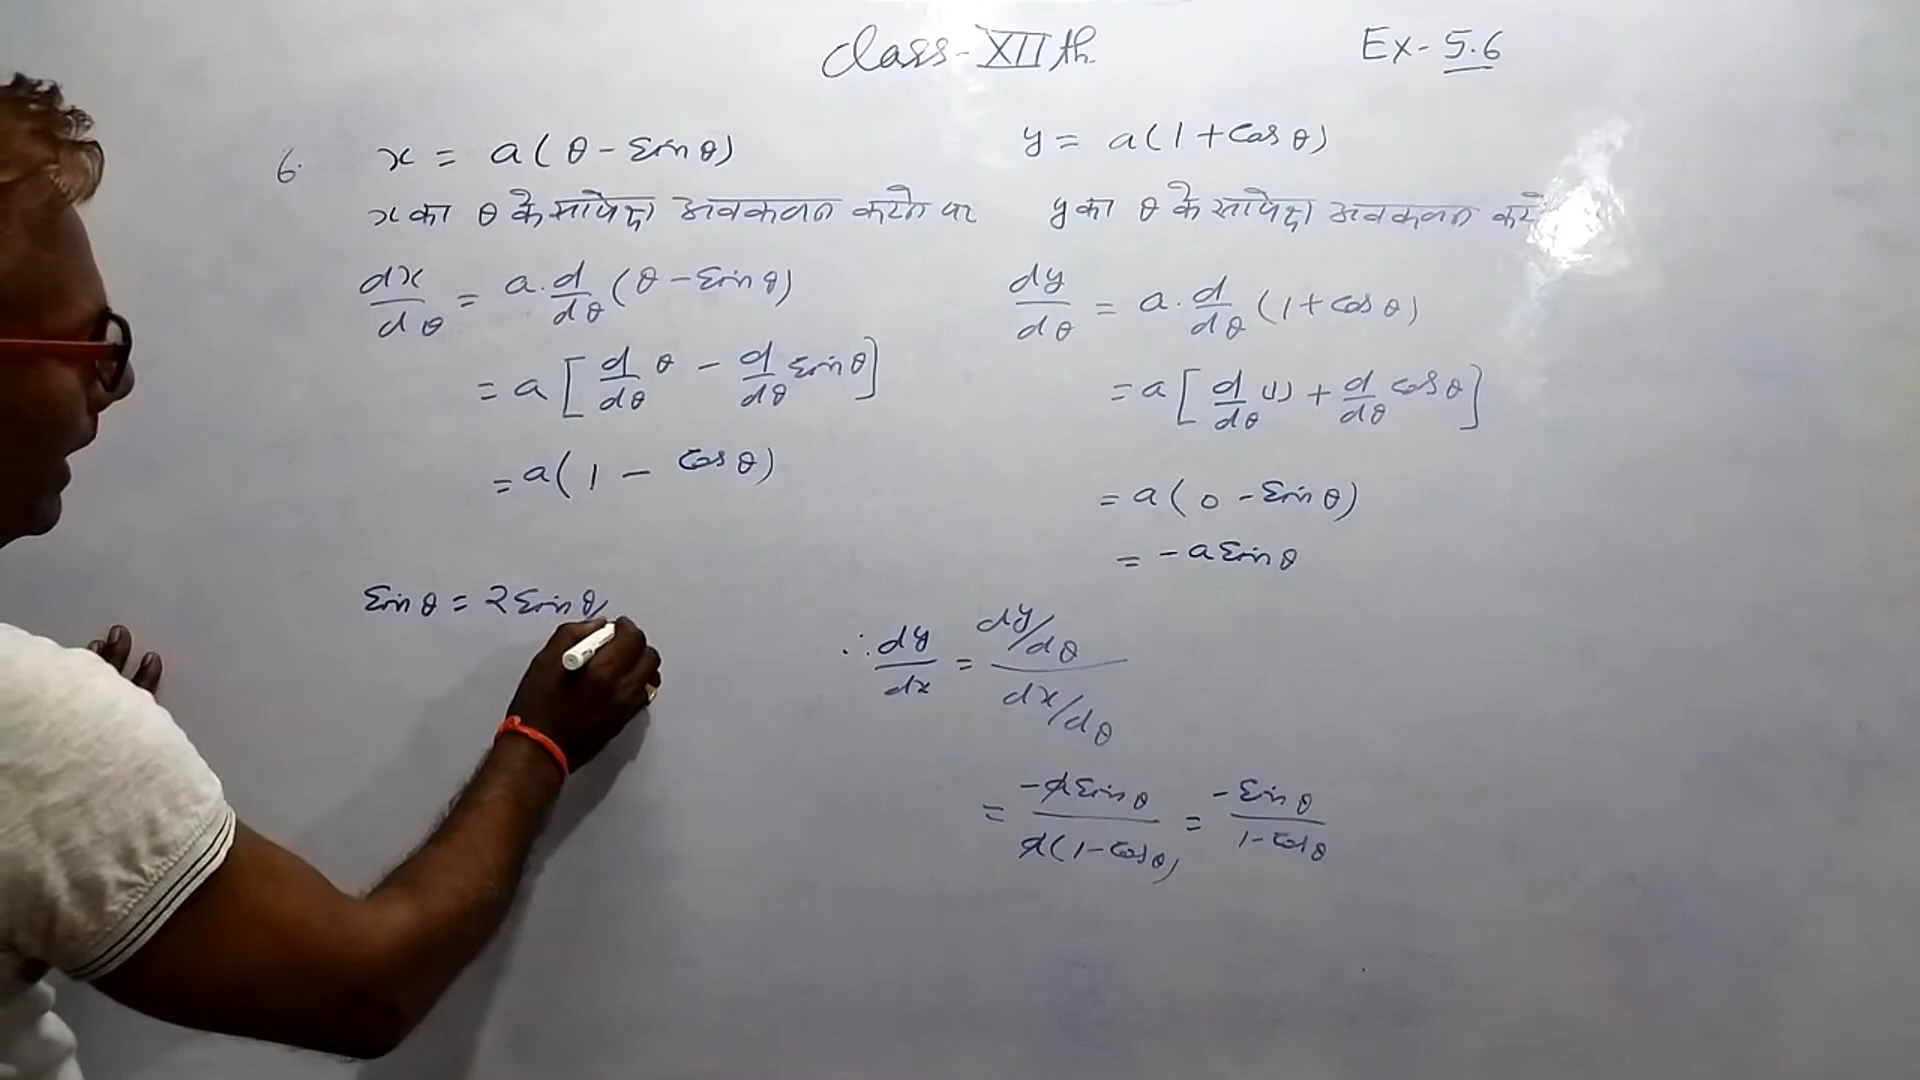 Class-XIIth Ex-5.6
6. x = a(θ - Sinθ)
x का θ के सापेक्ष अवकलन करने पर
dx/dθ = a.d/dθ(θ - Sinθ)
= a[d/dθ θ - d/dθ Sinθ]
= a(1 - Cosθ)
Sinθ = 2Sinθ/
y = a(1 + Cosθ)
y का θ के सापेक्ष अवकलन करने
dy/dθ = a.d/dθ(1 + Cosθ)
= a[d/dθ(1) + d/dθ Cosθ]
= a(0 - Sinθ)
= -aSinθ
∴ dy/dx = (dy/dθ)/(dx/dθ)
= -aSinθ/a(1-Cosθ) = -Sinθ/1-Cosθ